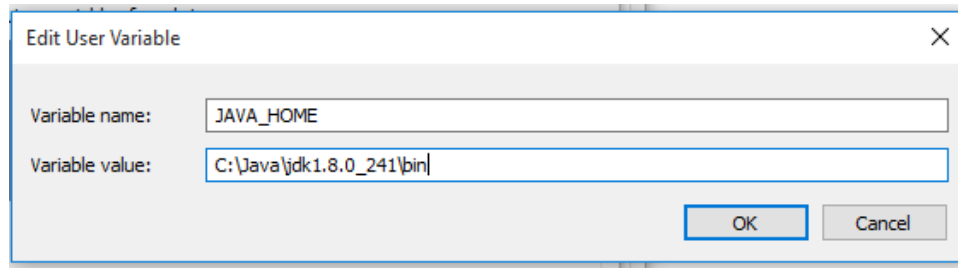 Edit User Variable
Variable name: JAVA_HOME
Variable value: C:\Java\jdk1.8.0_241\bin
OK Cancel